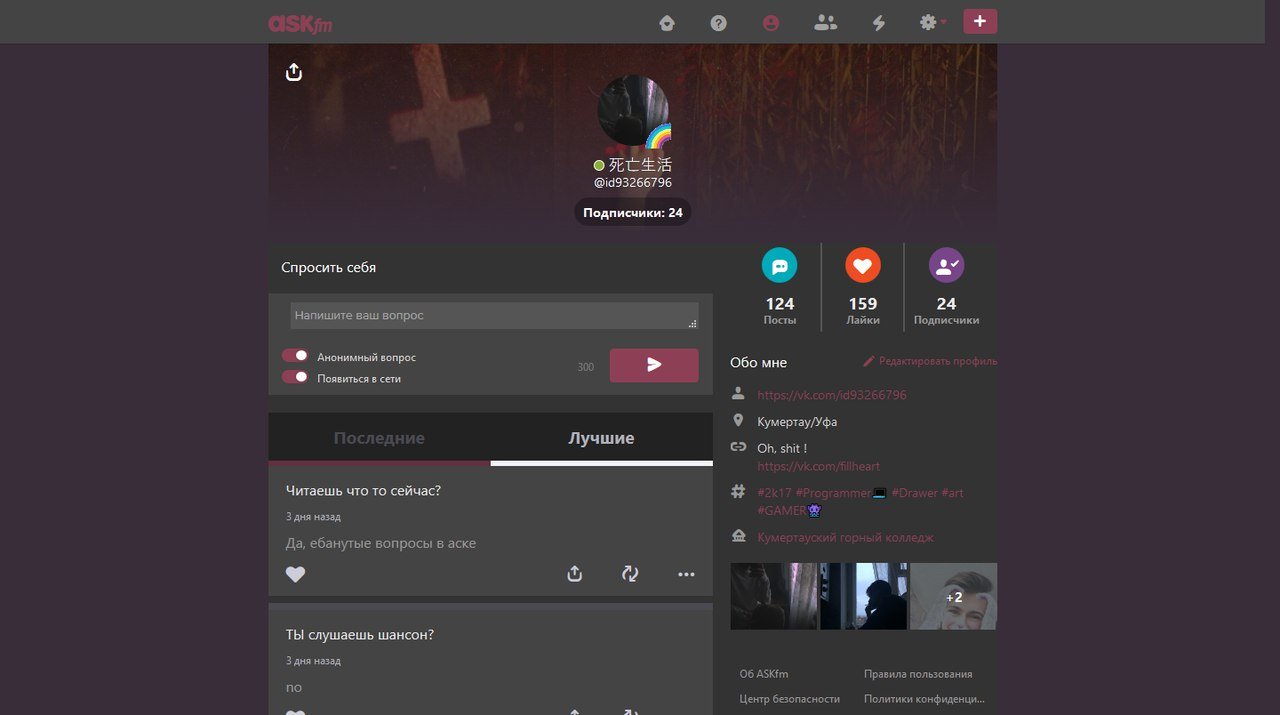 ASKfm
死亡生活
@id93266796
Подписчики: 24
Спросить себя
Напишите ваш вопрос
Анонимный вопрос
Появиться в сети
300
Последние
Лучшие
Читаешь что то сейчас?
3 дня назад
Да, ебанутые вопросы в аске
ТЫ слушаешь шансон?
3 дня назад
no
124
Посты
159
Лайки
24
Подписчики
Обо мне
Редактировать профиль
https://vk.com/id93266796
Кумертау/Уфа
Oh, shit !
https://vk.com/fillheart
#2k17 #Programmer💻 #Drawer #art
#GAMER👾
Кумертауский горный колледж
+2
Об ASKfm
Правила пользования
Центр безопасности
Политики конфиденци...